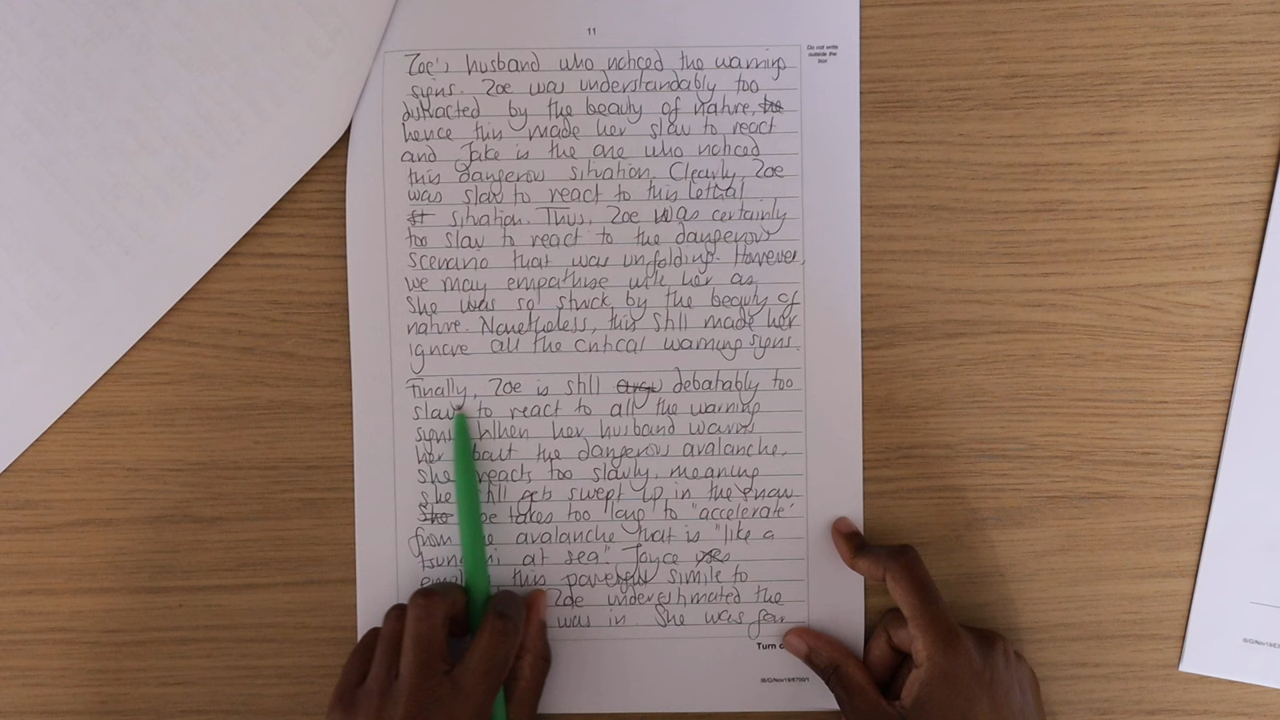 11
Do not write
outside the
box
Zoe's husband who noticed the warning
signs. Zoe was understandably too
distracted by the beauty of nature, the
hence this made her slow to react
and Jake is the one who noticed
this dangerous situation. Clearly, Zoe
was slow to react to this lethal
st situation. Thus, Zoe was certainly
too slow to react to the dangerous
scenario that was unfolding. However,
we may empathise with her as
she was so struck by the beauty of
nature. Nonetheless, this still made her
ignore all the critical warning signs.
Finally, Zoe is still argu debatably too
slow to react to all the warning
signs When her husband warns
her about the dangerous avalanche,
she reacts too slowly, meaning
she still gets swept up in the snow
She takes too long to "accelerate'
from avalanche that is "like a
at sea". Joyce
this powerful simile to
Zoe underestimated the
was in. She was far
Turn
IB/G/Nov19/8700/1